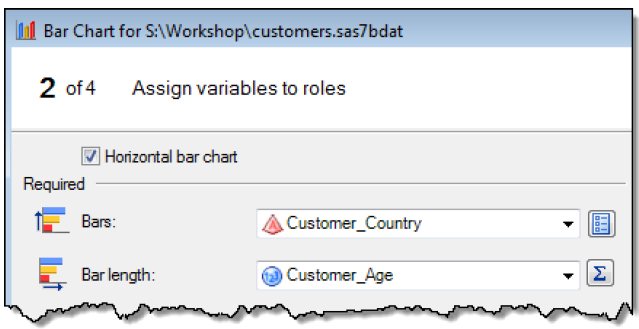 Bar Chart for S:\Workshop\customers.sas7bdat
2 of 4 Assign variables to roles
Horizontal bar chart
Required
Bars: Customer_Country
Bar length: 123 Customer_Age Σ